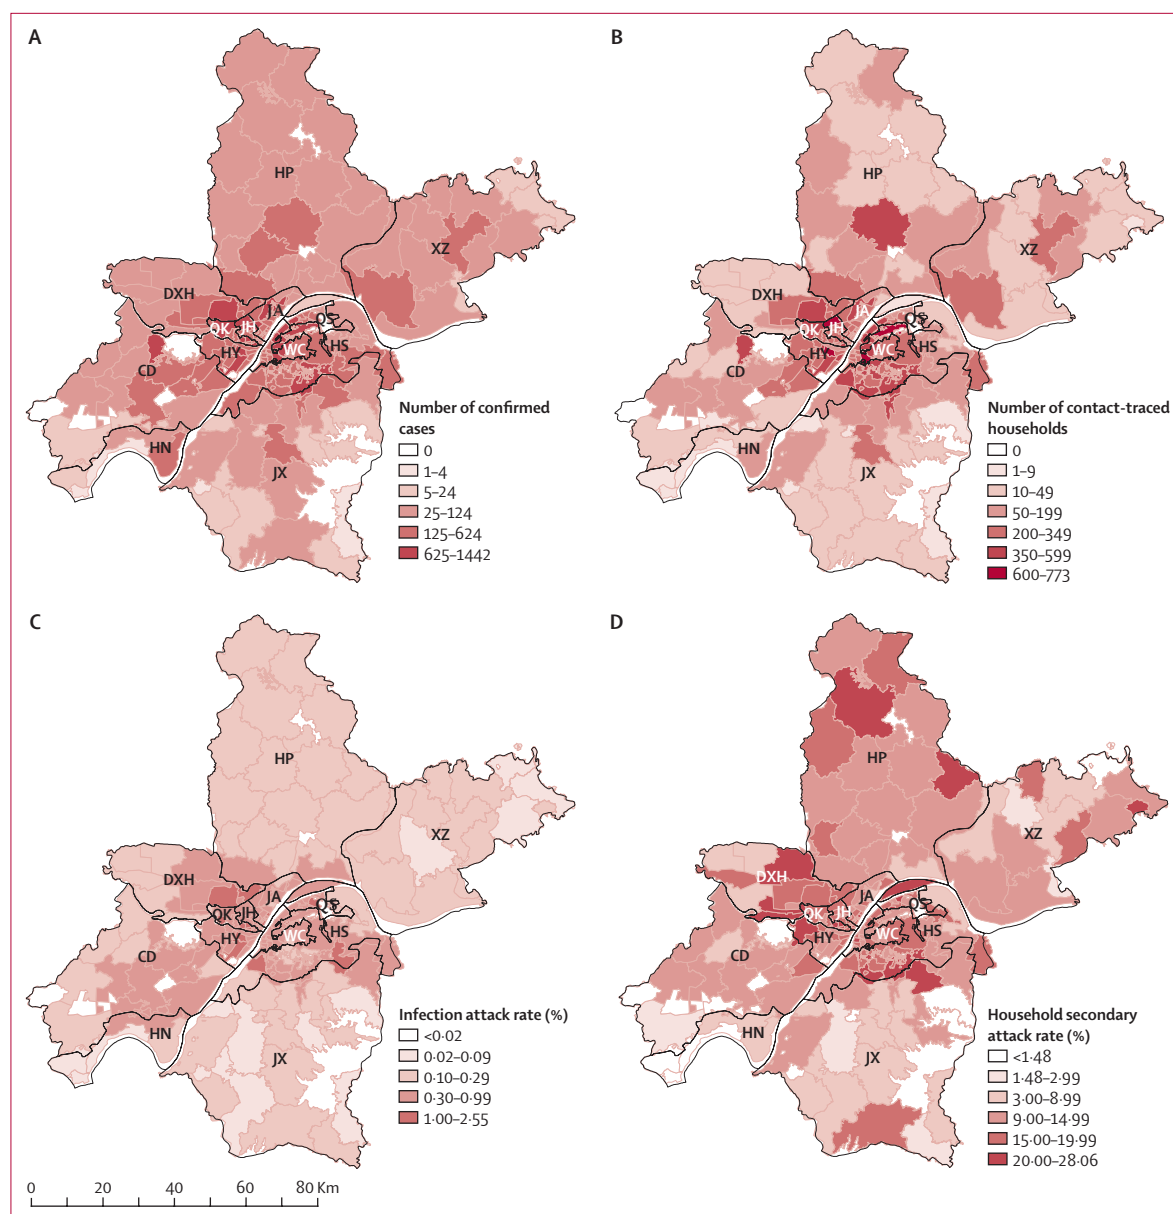 A
HP
XZ
DXH
JA
QS
QK
JH
WC
HS
HY
CD
HN
JX
Number of confirmed
cases
0
1–4
5–24
25–124
125–624
625–1442
B
HP
XZ
DXH
JA
QS
QK
JH
WC
HS
HY
CD
HN
JX
Number of contact-traced
households
0
1–9
10–49
50–199
200–349
350–599
600–773
C
HP
XZ
DXH
JA
QS
QK
JH
WC
HS
HY
CD
HN
JX
Infection attack rate (%)
<0·02
0·02–0·09
0·10–0·29
0·30–0·99
1·00–2·55
0 20 40 60 80 Km
D
HP
XZ
DXH
JA
QS
QK
JH
WC
HS
HY
CD
HN
JX
Household secondary
attack rate (%)
<1·48
1·48–2·99
3·00–8·99
9·00–14·99
15·00–19·99
20·00–28·06